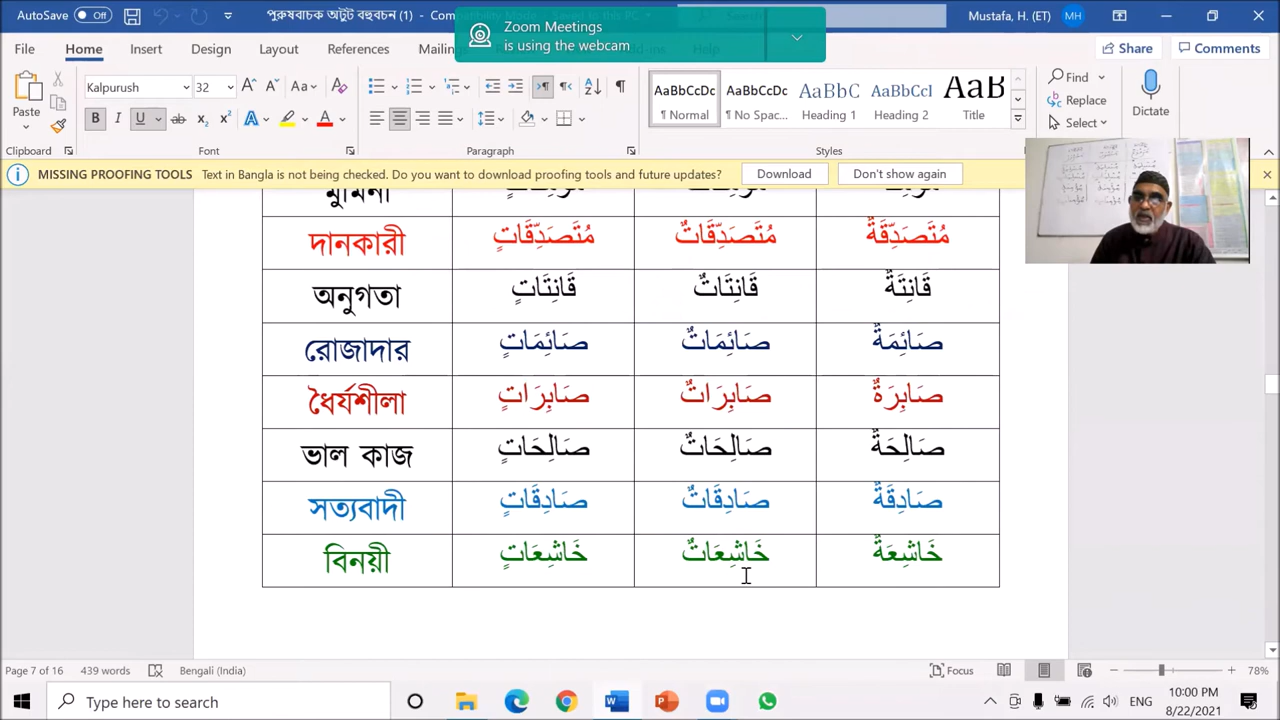 AutoSave Off
পুরুষবাচক অটুট বহুবচন (1)
Mustafa, H. (ET) MH
Zoom Meetings
is using the webcam
File Home Insert Design Layout Mailings Help Share Comments
Paste Kalpurush 32 Find
Replace
Select
Dictate
AaBbCcDc AaBbCcDc AaBbC AaBbCcl AaB
¶ Normal ¶ No Spac... Heading 1 Heading 2 Title
Clipboard Font Paragraph Styles Voice
MISSING PROOFING TOOLS Text in Bangla is not being checked. Do you want to download proofing tools and future updates? Download Don't show again
মুমিনা
দানকারী مُتَصَدِّقَاتٍ مُتَصَدِّقَاتٌ مُتَصَدِّقَةٌ
অনুগতা قَانِتَاتٍ قَانِتَاتٌ قَانِتَةٌ
রোজাদার صَائِمَاتٍ صَائِمَاتٌ صَائِمَةٌ
ধৈর্যশীলা صَابِرَاتٍ صَابِرَاتٌ صَابِرَةٌ
ভাল কাজ صَالِحَاتٍ صَالِحَاتٌ صَالِحَةٌ
সত্যবাদী صَادِقَاتٍ صَادِقَاتٌ صَادِقَةٌ
বিনয়ী خَاشِعَاتٍ خَاشِعَاتٌ خَاشِعَةٌ
Page 7 of 16 439 words Bengali (India) Focus 78%
Type here to search
ENG
10:00 PM
8/22/2021